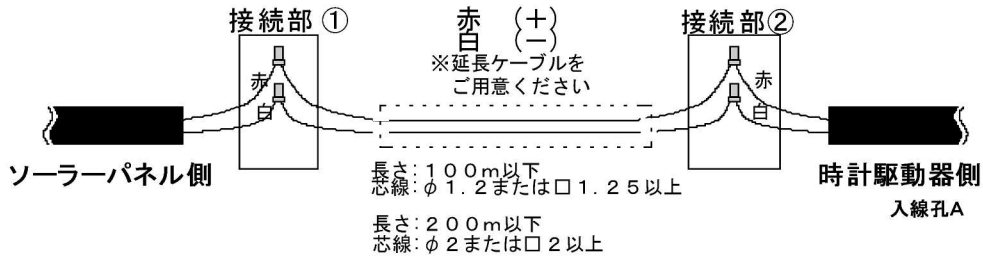 接続部①
赤 (+)
白 (－)
接続部②
※延長ケーブルを
ご用意ください
赤
白
赤
白
ソーラーパネル側
長さ:１００ｍ以下
芯線:φ１.２または□１.２５以上
時計駆動器側
入線孔A
長さ:２００ｍ以下
芯線:φ２または□２以上